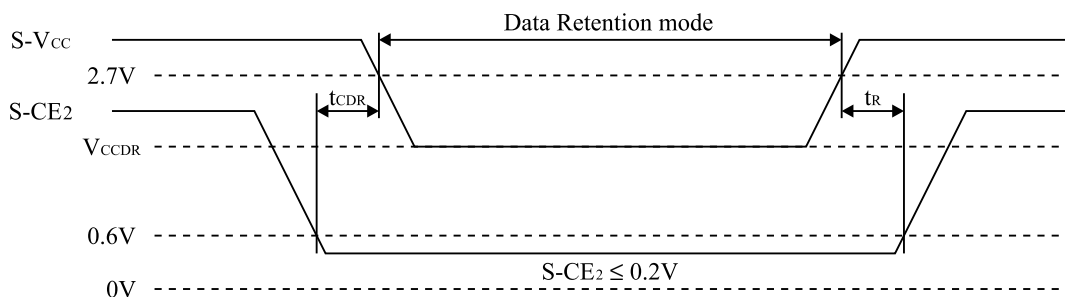 Data Retention mode
S-VCC
2.7V
tCDR
tR
S-CE2
VCCDR
0.6V
S-CE2 ≤ 0.2V
0V